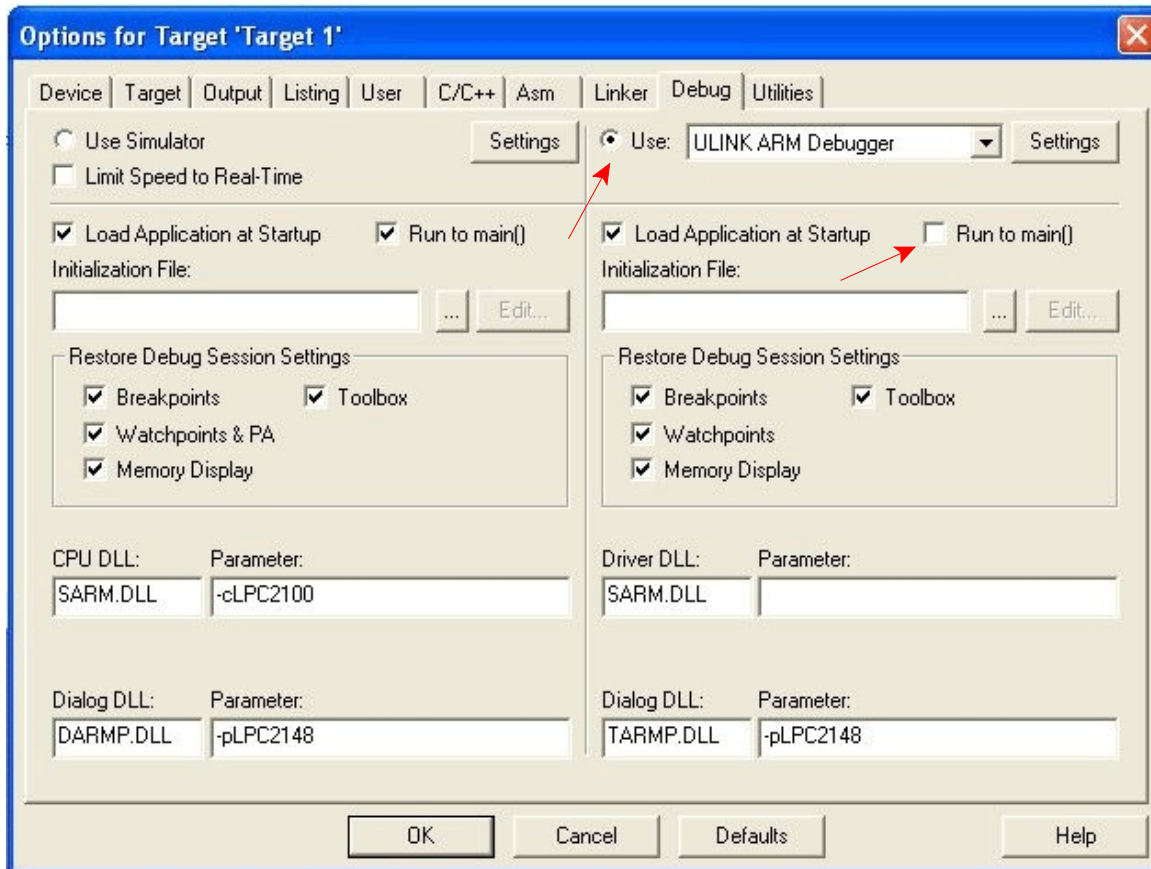 Options for Target 'Target 1'
Device Target Output Listing User C/C++ Asm Linker Debug Utilities
Use Simulator Settings
Limit Speed to Real-Time
Use: ULINK ARM Debugger Settings
Load Application at Startup Run to main()
Initialization File:
... Edit...
Restore Debug Session Settings
Breakpoints Toolbox
Watchpoints & PA
Memory Display
CPU DLL: Parameter:
SARM.DLL -cLPC2100
Dialog DLL: Parameter:
DARMP.DLL -pLPC2148
Load Application at Startup Run to main()
Initialization File:
... Edit...
Restore Debug Session Settings
Breakpoints Toolbox
Watchpoints
Memory Display
Driver DLL: Parameter:
SARM.DLL
Dialog DLL: Parameter:
TARMP.DLL -pLPC2148
OK Cancel Defaults Help